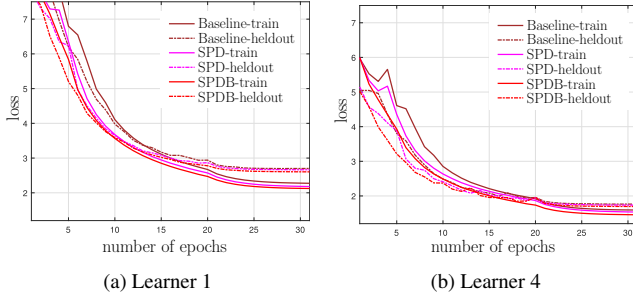 7
6
5
4
3
2
5
10
15
20
25
30
loss
number of epochs
Baseline-train
Baseline-heldout
SPD-train
SPD-heldout
SPDB-train
SPDB-heldout
(a) Learner 1
7
6
5
4
3
2
5
10
15
20
25
30
loss
number of epochs
Baseline-train
Baseline-heldout
SPD-train
SPD-heldout
SPDB-train
SPDB-heldout
(b) Learner 4